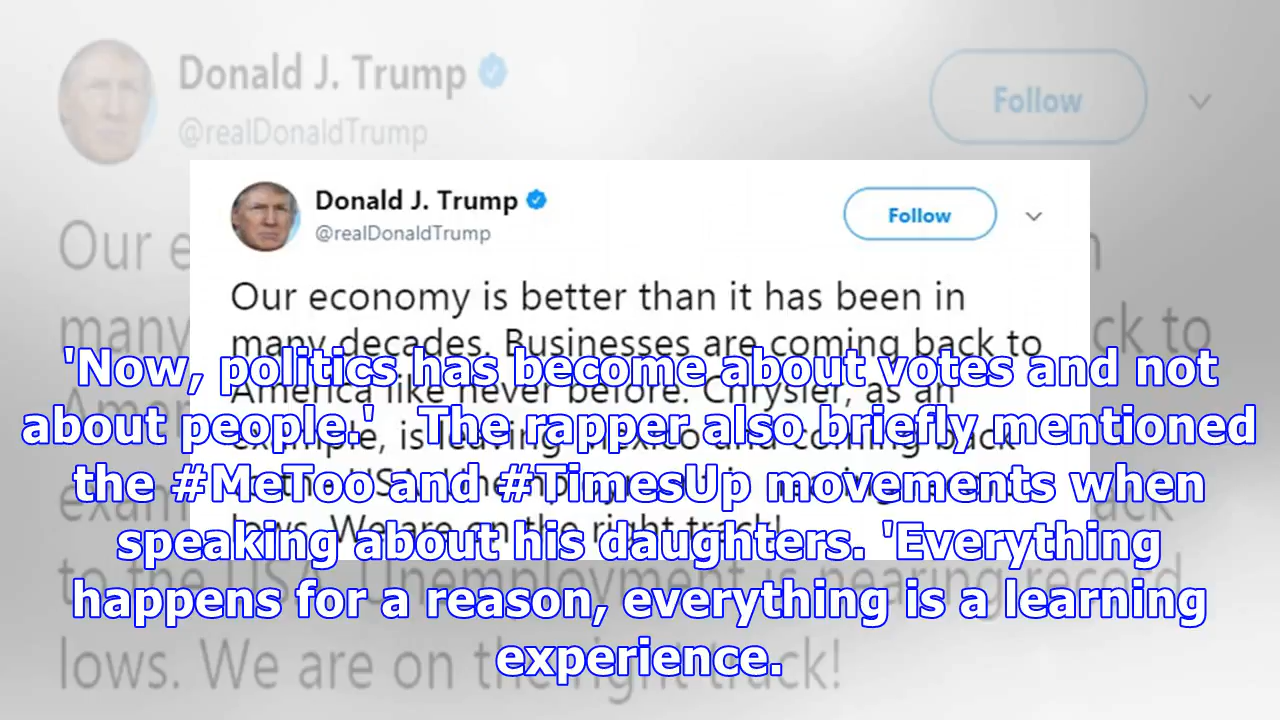 Donald J. Trump
@realDonaldTrump
Follow
Donald J. Trump
@realDonaldTrump
Follow
Our economy is better than it has been in
many decades. Businesses are coming back to
America like never before. Chrysler, as an
example, is leaving Mexico and coming back
to the USA. Unemployment is nearing record
lows. We are on the right track!
'Now, politics has become about votes and not
about people.' The rapper also briefly mentioned
the #MeToo and #TimesUp movements when
speaking about his daughters. 'Everything
happens for a reason, everything is a learning
experience.